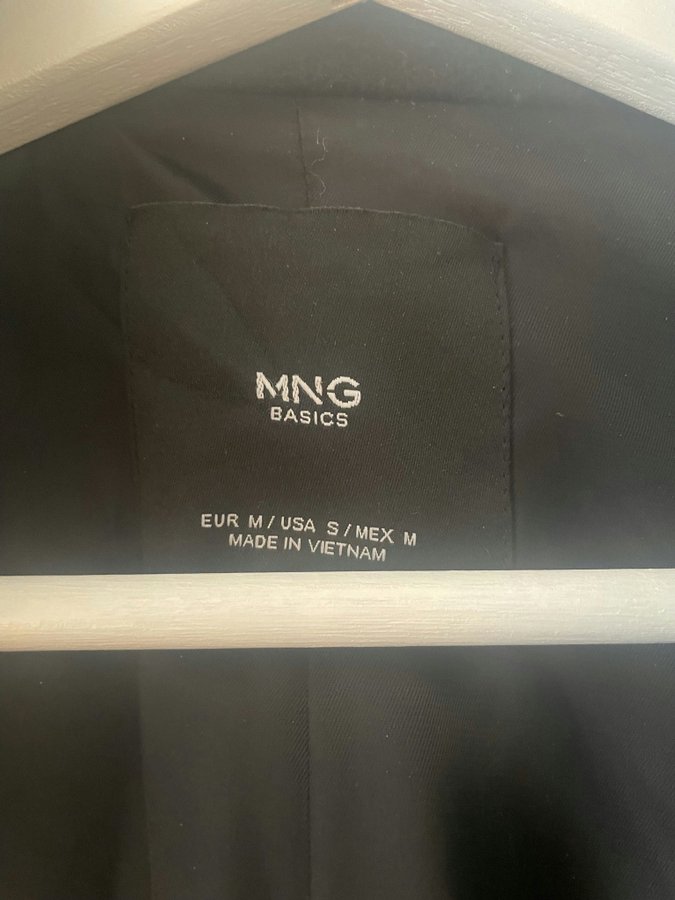 MNG
BASICS
EUR M / USA S / MEX M
MADE IN VIETNAM